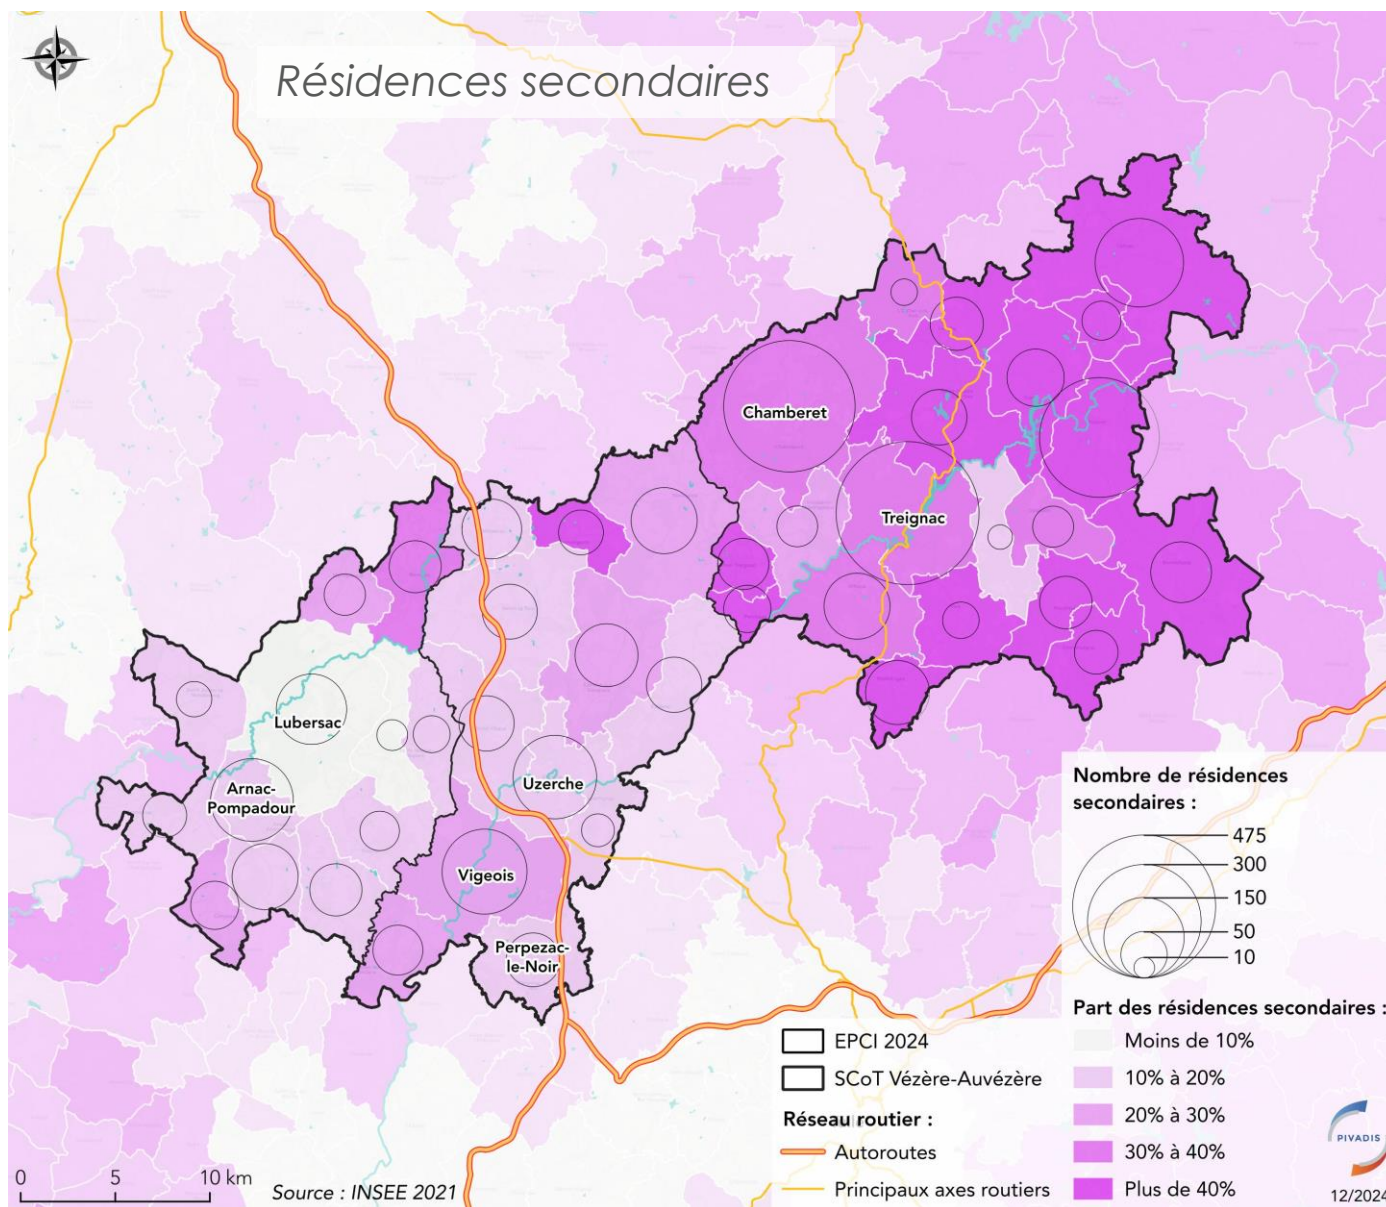 Résidences secondaires
Chamberet
Treignac
Lubersac
Arnac-
Pompadour
Uzerche
Vigeois
Perpezac-
le-Noir
Nombre de résidences
secondaires :
475
300
150
50
10
Part des résidences secondaires :
Moins de 10%
10% à 20%
20% à 30%
30% à 40%
Plus de 40%
EPCI 2024
SCoT Vézère-Auvézère
Réseau routier :
Autoroutes
Principaux axes routiers
0 5 10 km
Source : INSEE 2021
PIVADIS
12/2024